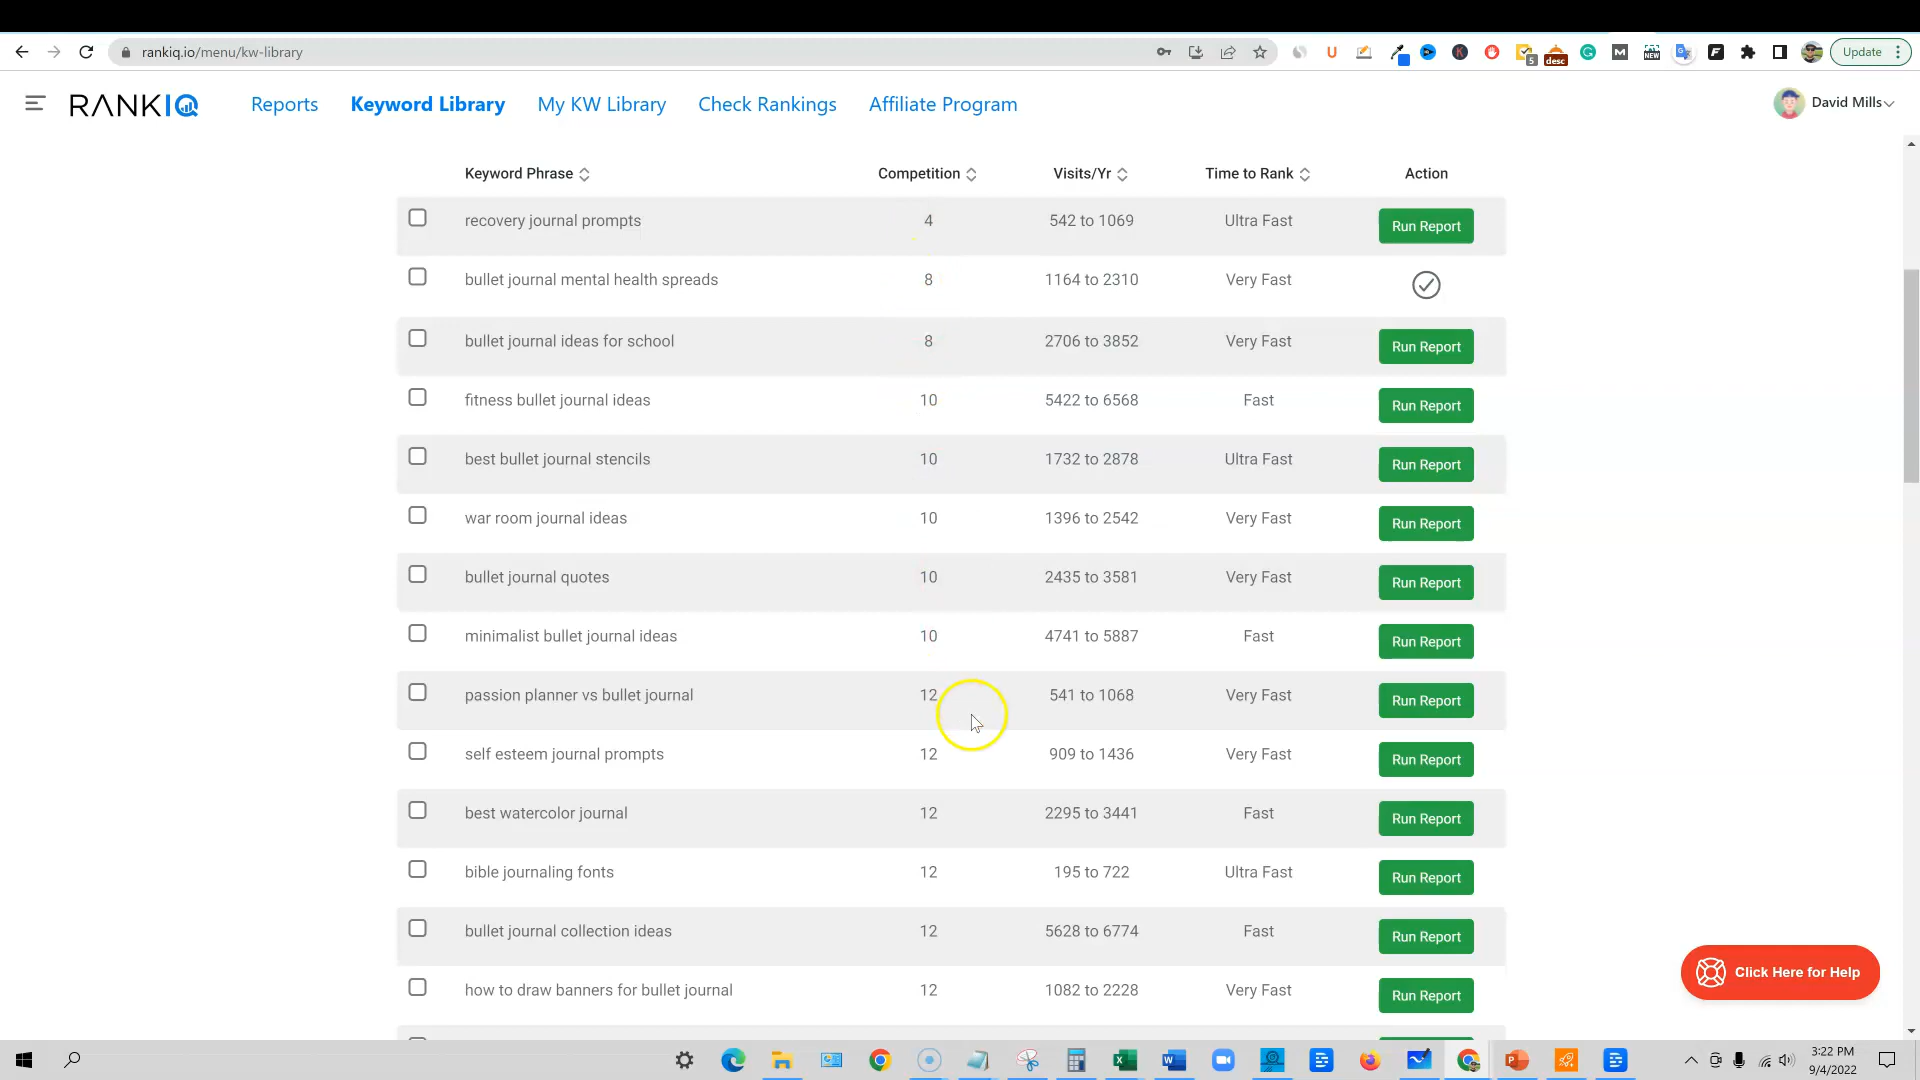 rankiq.io/menu/kw-library
U
K
5
desc
G
M
NEW
F
Update
RANKIQ
Reports
Keyword Library
My KW Library
Check Rankings
Affiliate Program
David Mills
Keyword Phrase
Competition
Visits/Yr
Time to Rank
Action
recovery journal prompts 4 542 to 1069 Ultra Fast Run Report
bullet journal mental health spreads 8 1164 to 2310 Very Fast
bullet journal ideas for school 8 2706 to 3852 Very Fast Run Report
fitness bullet journal ideas 10 5422 to 6568 Fast Run Report
best bullet journal stencils 10 1732 to 2878 Ultra Fast Run Report
war room journal ideas 10 1396 to 2542 Very Fast Run Report
bullet journal quotes 10 2435 to 3581 Very Fast Run Report
minimalist bullet journal ideas 10 4741 to 5887 Fast Run Report
passion planner vs bullet journal 12 541 to 1068 Very Fast Run Report
self esteem journal prompts 12 909 to 1436 Very Fast Run Report
best watercolor journal 12 2295 to 3441 Fast Run Report
bible journaling fonts 12 195 to 722 Ultra Fast Run Report
bullet journal collection ideas 12 5628 to 6774 Fast Run Report
how to draw banners for bullet journal 12 1082 to 2228 Very Fast Run Report
Click Here for Help
3:22 PM
9/4/2022